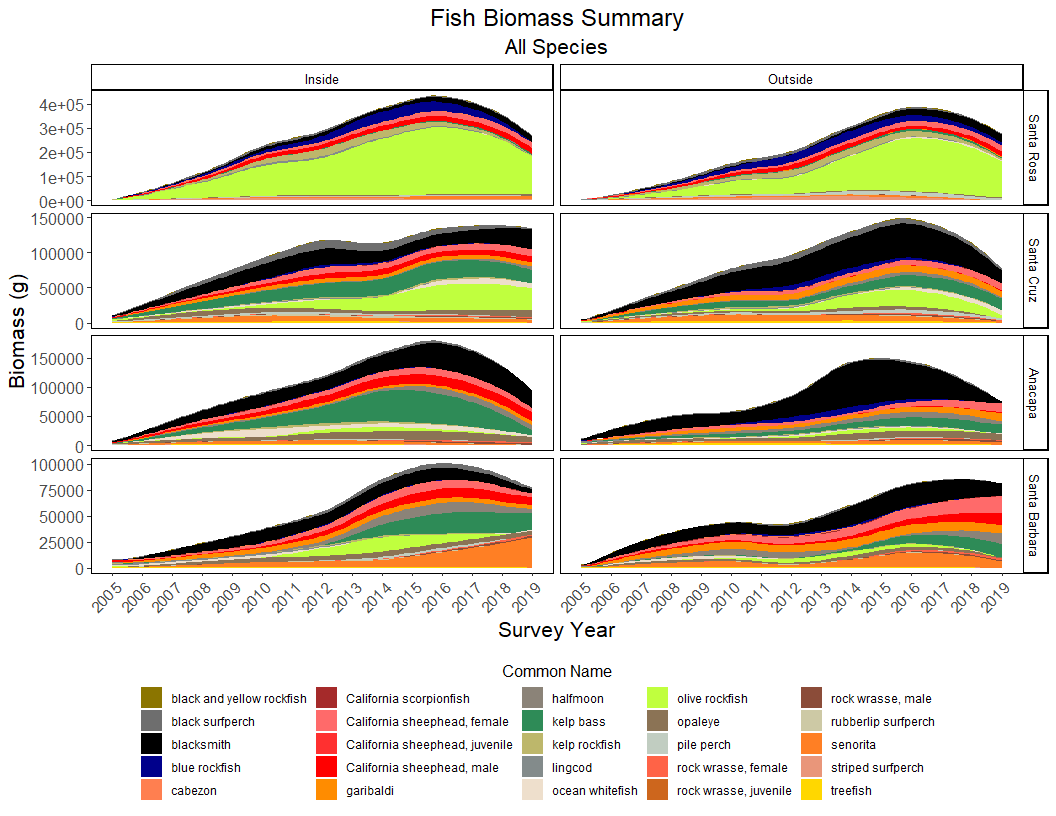 Fish Biomass Summary
All Species
Inside
Outside
4e+05
3e+05
2e+05
1e+05
0e+00
Santa Rosa
150000
100000
50000
0
Santa Cruz
150000
100000
50000
0
Anacapa
100000
75000
50000
25000
0
Santa Barbara
Biomass (g)
2005 2006 2007 2008 2009 2010 2011 2012 2013 2014 2015 2016 2017 2018 2019
2005 2006 2007 2008 2009 2010 2011 2012 2013 2014 2015 2016 2017 2018 2019
Survey Year
Common Name
black and yellow rockfish
black surfperch
blacksmith
blue rockfish
cabezon
California scorpionfish
California sheephead, female
California sheephead, juvenile
California sheephead, male
garibaldi
halfmoon
kelp bass
kelp rockfish
lingcod
ocean whitefish
olive rockfish
opaleye
pile perch
rock wrasse, female
rock wrasse, juvenile
rock wrasse, male
rubberlip surfperch
senorita
striped surfperch
treefish